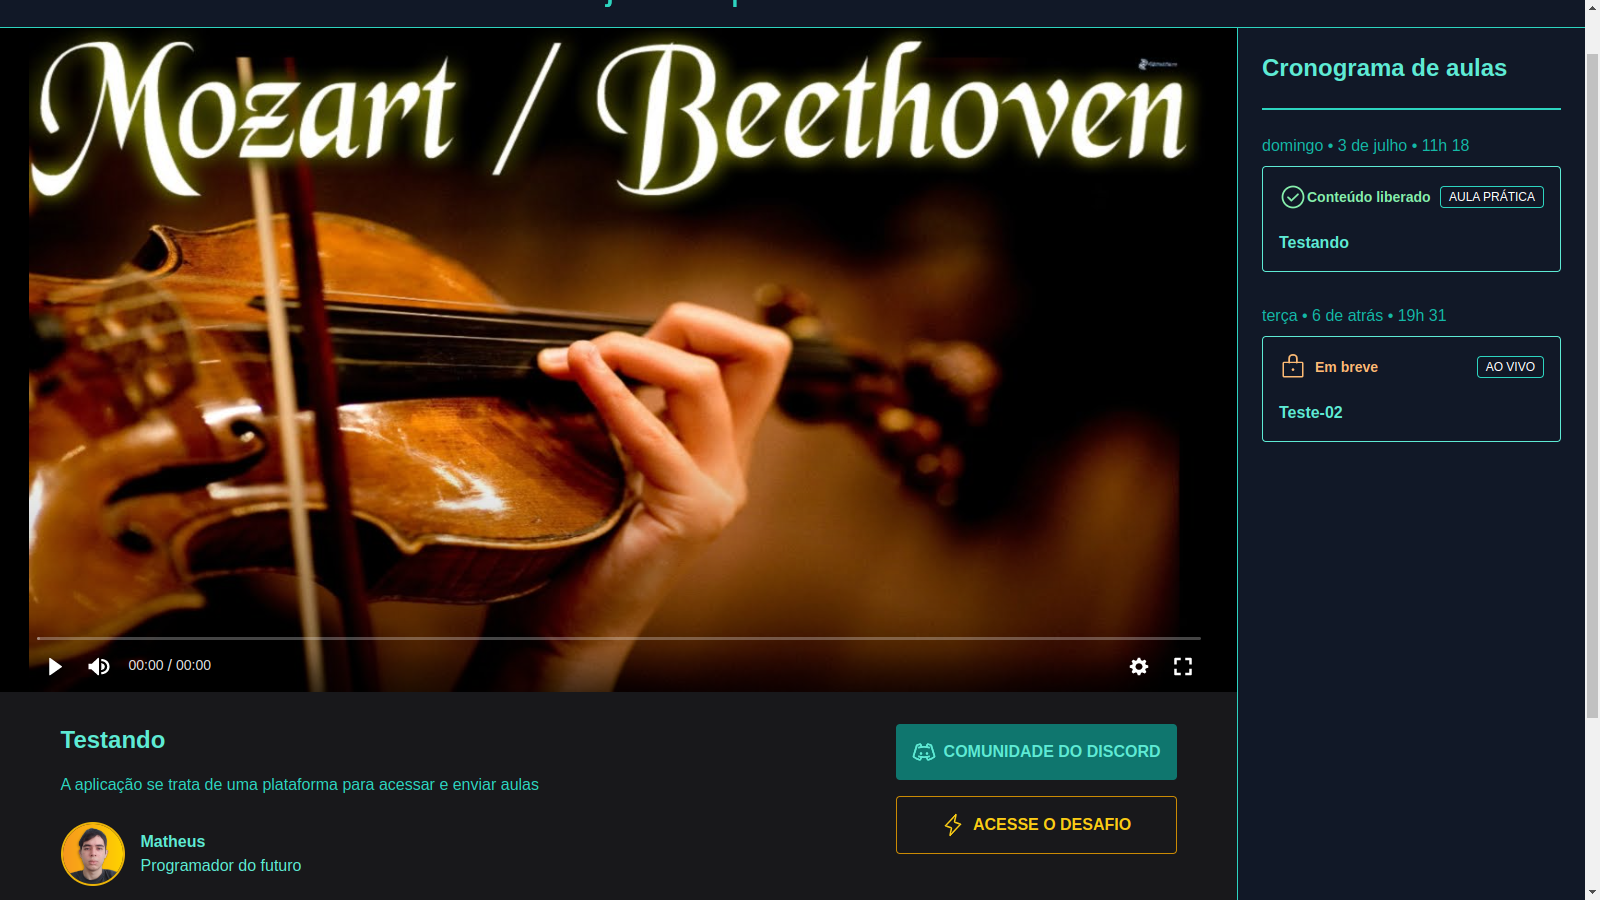 Mozart / Beethoven
00:00 / 00:00
Testando
A aplicação se trata de uma plataforma para acessar e enviar aulas
Matheus
Programador do futuro
COMUNIDADE DO DISCORD
ACESSE O DESAFIO
Cronograma de aulas
domingo • 3 de julho • 11h 18
Conteúdo liberado
AULA PRÁTICA
Testando
terça • 6 de atrás • 19h 31
Em breve
AO VIVO
Teste-02